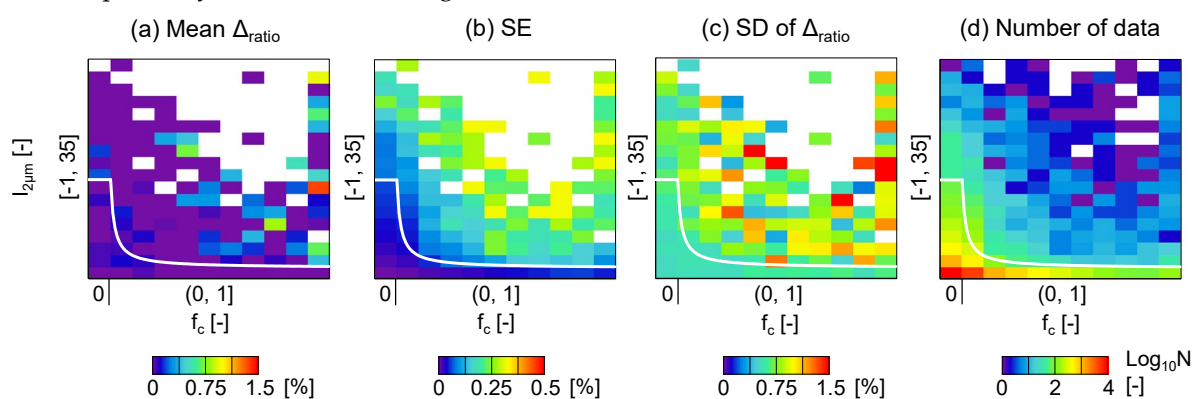 (a) Mean Δratio
(b) SE
(c) SD of Δratio
(d) Number of data
I2μm [-]
[-1, 35]
[-1, 35]
[-1, 35]
[-1, 35]
0
(0, 1]
0
(0, 1]
0
(0, 1]
0
(0, 1]
fc [-]
fc [-]
fc [-]
fc [-]
0 0.75 1.5 [%]
0 0.25 0.5 [%]
0 0.75 1.5 [%]
0 2 4
Log10N
[-]